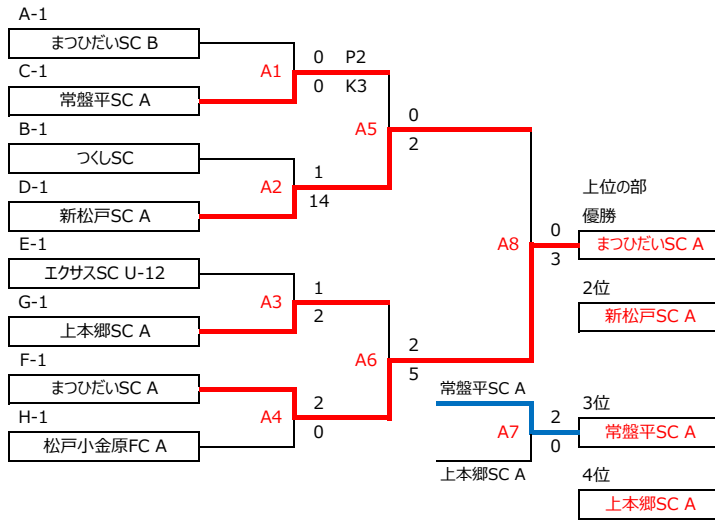 A-1
まつひだいSC B
C-1
常盤平SC A
B-1
つくしSC
D-1
新松戸SC A
E-1
エクサスSC U-12
G-1
上本郷SC A
F-1
まつひだいSC A
H-1
松戸小金原FC A
A1
0 P2
0 K3
A2
1
14
A3
1
2
A4
2
0
A5
0
2
A6
2
5
A8
0
3
上位の部
優勝
まつひだいSC A
2位
新松戸SC A
常盤平SC A
A7
2
0
上本郷SC A
3位
常盤平SC A
4位
上本郷SC A